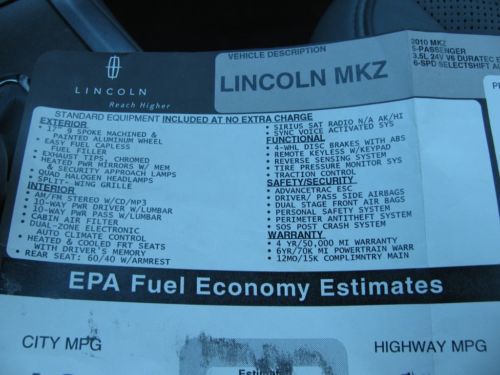 LINCOLN
Reach Higher
VEHICLE DESCRIPTION
LINCOLN MKZ
2010 MKZ
5-PASSENGER
3.5L 24V V6 DURATEC
6-SPD SELECTSHIFT
STANDARD EQUIPMENT INCLUDED AT NO EXTRA CHARGE
EXTERIOR
• 17" 9 SPOKE MACHINED &
PAINTED ALUMINUM WHEEL
• EASY FUEL CAPLESS
FUEL FILLER
• EXHAUST TIPS, CHROMED
• HEATED PWR MIRRORS W/ MEM
& SECURITY APPROACH LAMPS
• QUAD HALOGEN HEADLAMPS
• SPLIT - WING GRILLE
INTERIOR
• AM/FM STEREO W/CD/MP3
• 10-WAY PWR DRIVER W/LUMBAR
• 10-WAY PWR PASS W/LUMBAR
• CABIN AIR FILTER
• DUAL-ZONE ELECTRONIC
AUTO CLIMATE CONTROL
• HEATED & COOLED FRT SEATS
WITH DRIVER'S MEMORY
• REAR SEAT: 60/40 W/ARMREST
• SIRIUS SAT RADIO N/A AK/HI
• SYNC VOICE ACTIVATED SYS
FUNCTIONAL
• 4-WHL DISC BRAKES WITH ABS
• REMOTE KEYLESS W/KEYPAD
• REVERSE SENSING SYSTEM
• TIRE PRESSURE MONITOR SYS
• TRACTION CONTROL
SAFETY/SECURITY
• ADVANCETRAC ESC
• DRIVER/ PASS SIDE AIRBAGS
• DUAL STAGE FRONT AIR BAGS
• PERSONAL SAFETY SYSTEM
• PERIMETER ANTITHEFT SYSTEM
• SOS POST CRASH SYSTEM
WARRANTY
• 4 YR/50,000 MI WARRANTY
• 6YR/70K MI POWERTRAIN WARR
• 12MO/15K COMPLIMNTRY MAIN
EPA Fuel Economy Estimates
CITY MPG
HIGHWAY MPG